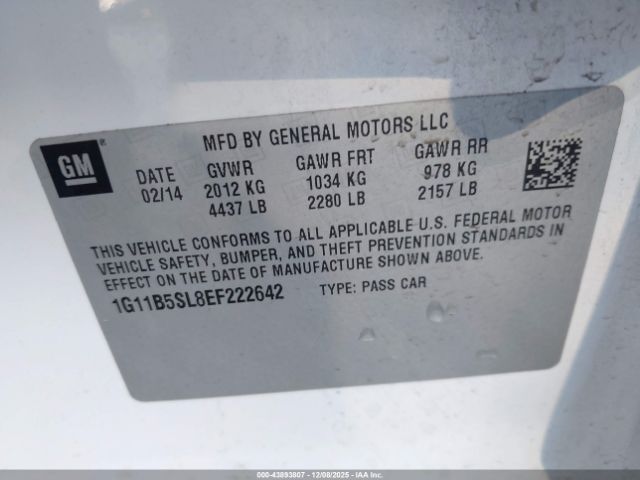 MFD BY GENERAL MOTORS LLC
GM
DATE GVWR GAWR FRT GAWR RR
02/14 2012 KG 1034 KG 978 KG
4437 LB 2280 LB 2157 LB
THIS VEHICLE CONFORMS TO ALL APPLICABLE U.S. FEDERAL MOTOR
VEHICLE SAFETY, BUMPER, AND THEFT PREVENTION STANDARDS IN
EFFECT ON THE DATE OF MANUFACTURE SHOWN ABOVE.
1G11B5SL8EF222642 TYPE: PASS CAR
000-43893807 - 12/08/2025 - IAA Inc.